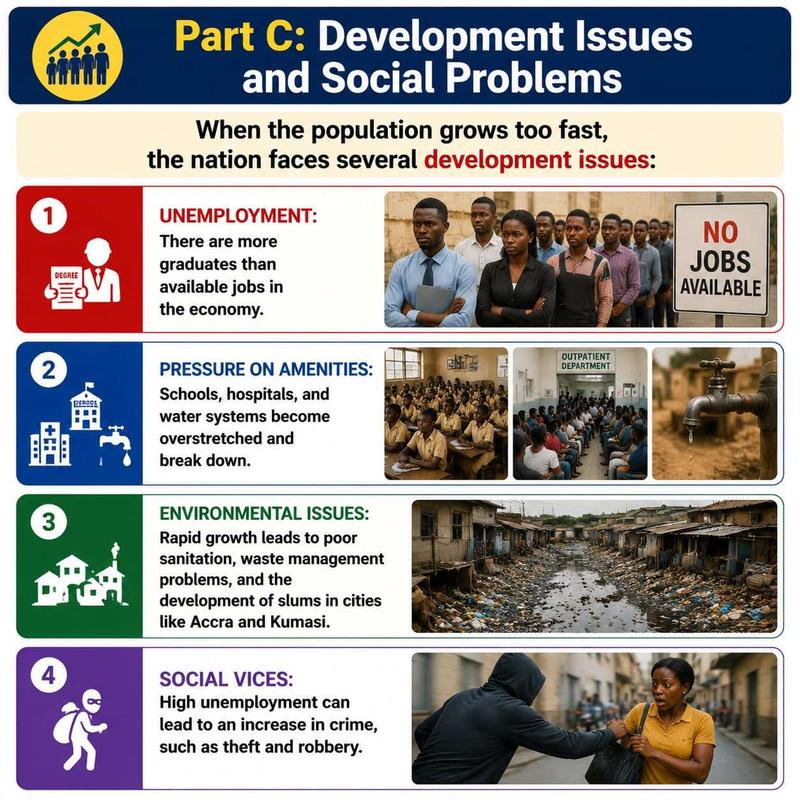 Part C: Development Issues
and Social Problems
When the population grows too fast,
the nation faces several development issues:
1
UNEMPLOYMENT:
There are more
graduates than
available jobs in
the economy.
DEGREE
NO
JOBS
AVAILABLE
2
PRESSURE ON AMENITIES:
Schools, hospitals, and
water systems become
overstretched and
break down.
OUTPATIENT
DEPARTMENT
3
ENVIRONMENTAL ISSUES:
Rapid growth leads to poor
sanitation, waste management
problems, and the
development of slums in cities
like Accra and Kumasi.
4
SOCIAL VICES:
High unemployment can
lead to an increase in crime,
such as theft and robbery.